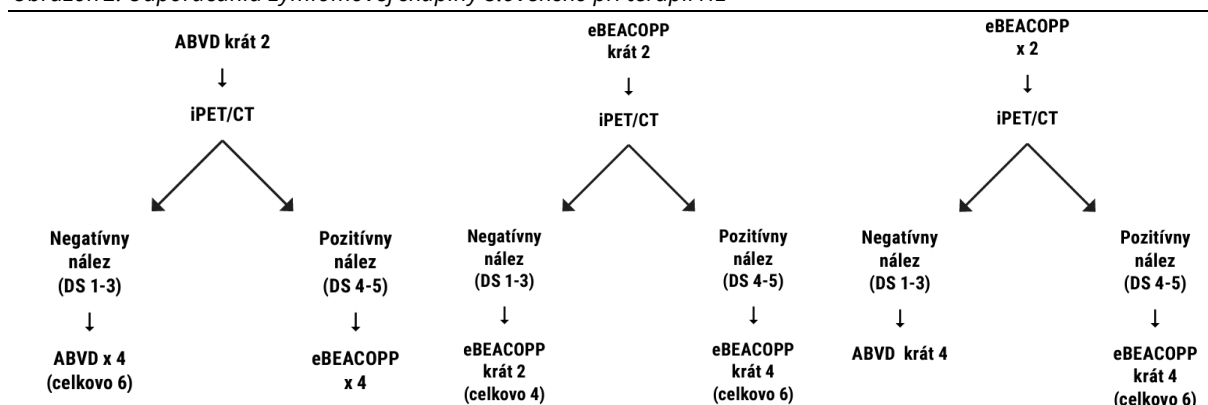 ABVD krát 2
↓
iPET/CT
Negatívny
nález
(DS 1-3)
↓
ABVD x 4
(celkovo 6)
Pozitívny
nález
(DS 4-5)
↓
eBEACOPP
x 4
eBEACOPP
krát 2
↓
iPET/CT
Negatívny
nález
(DS 1-3)
↓
eBEACOPP
krát 2
(celkovo 4)
Pozitívny
nález
(DS 4-5)
↓
eBEACOPP
krát 4
(celkovo 6)
eBEACOPP
x 2
↓
iPET/CT
Negatívny
nález
(DS 1-3)
↓
ABVD krát 4
Pozitívny
nález
(DS 4-5)
↓
eBEACOPP
krát 4
(celkovo 6)